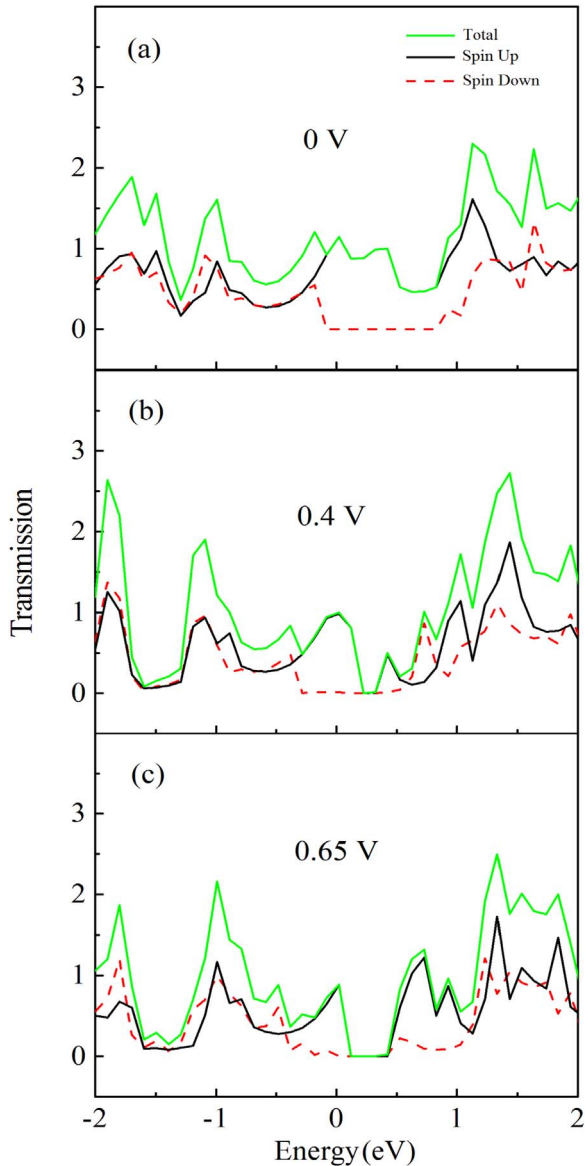 (a)
Total
Spin Up
Spin Down
0 V
3
2
1
0
(b)
0.4 V
3
2
1
0
Transmission
(c)
0.65 V
3
2
1
0
-2
-1
0
1
2
Energy (eV)